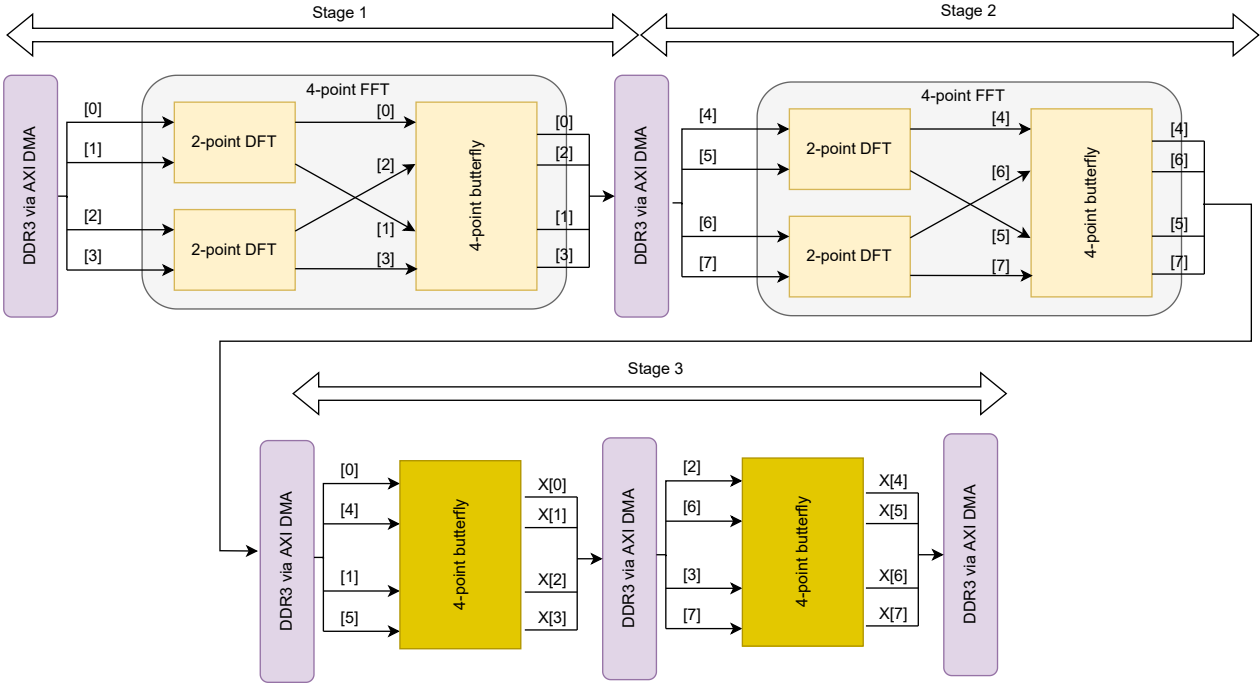 Stage 1
Stage 2
DDR3 via AXI DMA
[0]
[1]
[2]
[3]
4-point FFT
2-point DFT
2-point DFT
[0]
[2]
[1]
[3]
4-point butterfly
[0]
[2]
[1]
[3]
DDR3 via AXI DMA
[4]
[5]
[6]
[7]
4-point FFT
2-point DFT
2-point DFT
[4]
[6]
[5]
[7]
4-point butterfly
[4]
[6]
[5]
[7]
Stage 3
DDR3 via AXI DMA
[0]
[4]
[1]
[5]
4-point butterfly
X[0]
X[1]
X[2]
X[3]
DDR3 via AXI DMA
[2]
[6]
[3]
[7]
4-point butterfly
X[4]
X[5]
X[6]
X[7]
DDR3 via AXI DMA